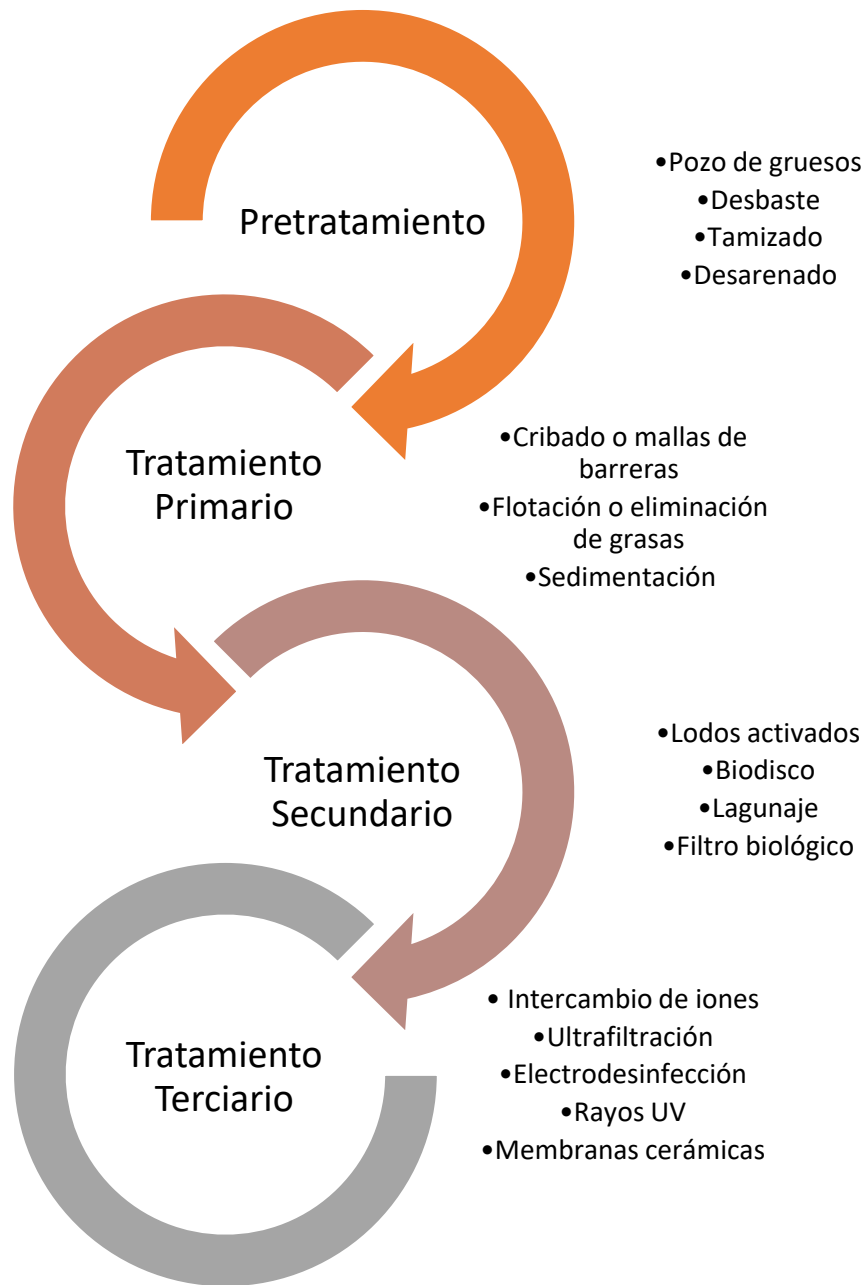 Pretratamiento
•Pozo de gruesos
•Desbaste
•Tamizado
•Desarenado
Tratamiento
Primario
•Cribado o mallas de
barreras
•Flotación o eliminación
de grasas
•Sedimentación
Tratamiento
Secundario
•Lodos activados
•Biodisco
•Lagunaje
•Filtro biológico
Tratamiento
Terciario
• Intercambio de iones
•Ultrafiltración
•Electrodesinfección
•Rayos UV
•Membranas cerámicas